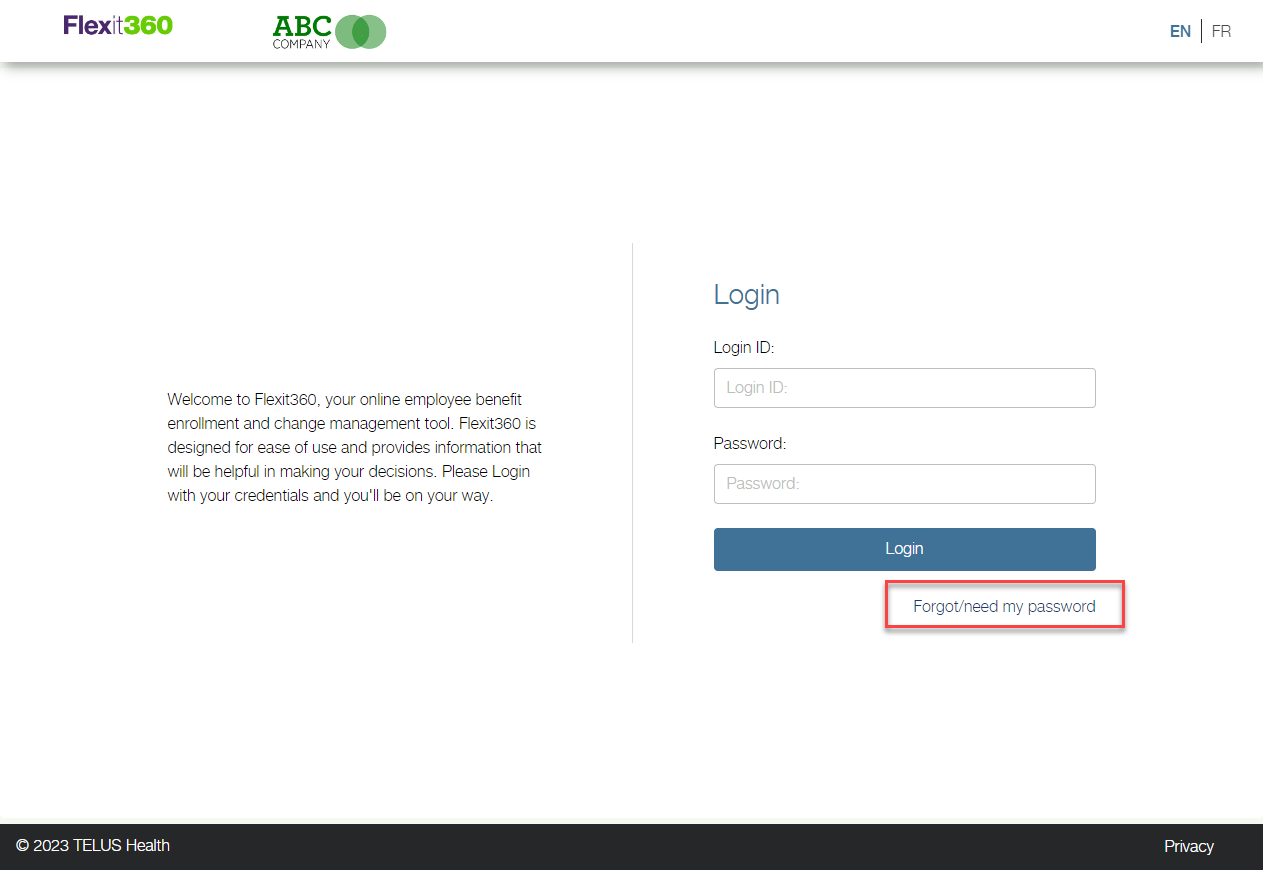 Flexit360
ABC
COMPANY
EN
FR
Welcome to Flexit360, your online employee benefit
enrollment and change management tool. Flexit360 is
designed for ease of use and provides information that
will be helpful in making your decisions. Please Login
with your credentials and you'll be on your way.
Login
Login ID:
Login ID:
Password:
Password:
Login
Forgot/need my password
© 2023 TELUS Health
Privacy